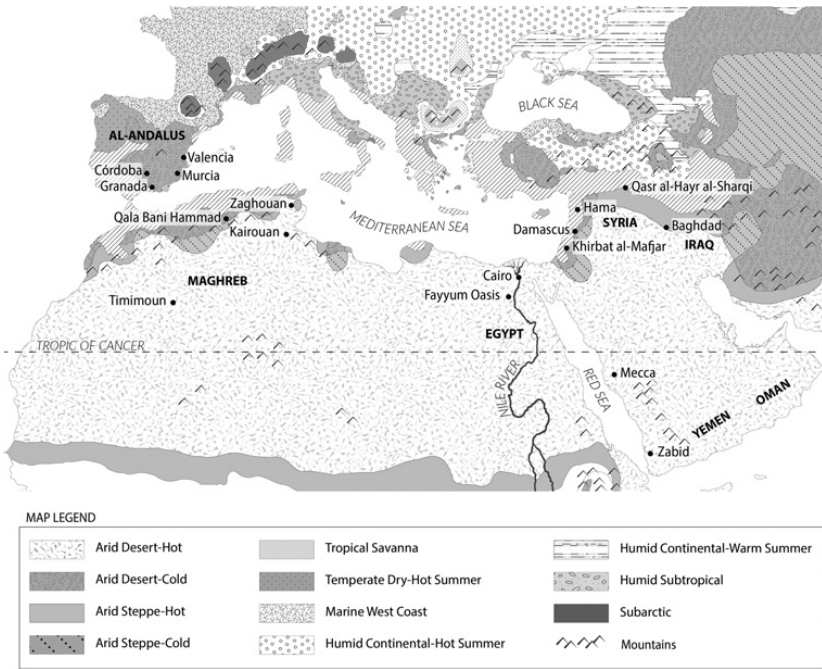 BLACK SEA
AL-ANDALUS
Valencia
Córdoba
Murcia
Granada
Zaghouan
Qala Bani Hammad
Kairouan
MEDITERRANEAN SEA
Qasr al-Hayr al-Sharqi
Hama
SYRIA
Damascus
Baghdad
IRAQ
Khirbat al-Mafjar
Cairo
MAGHREB
Fayyum Oasis
Timimoun
EGYPT
TROPIC OF CANCER
NILE RIVER
RED SEA
Mecca
OMAN
YEMEN
Zabid
MAP LEGEND
Arid Desert-Hot
Tropical Savanna
Humid Continental-Warm Summer
Arid Desert-Cold
Temperate Dry-Hot Summer
Humid Subtropical
Arid Steppe-Hot
Marine West Coast
Subarctic
Arid Steppe-Cold
Humid Continental-Hot Summer
Mountains